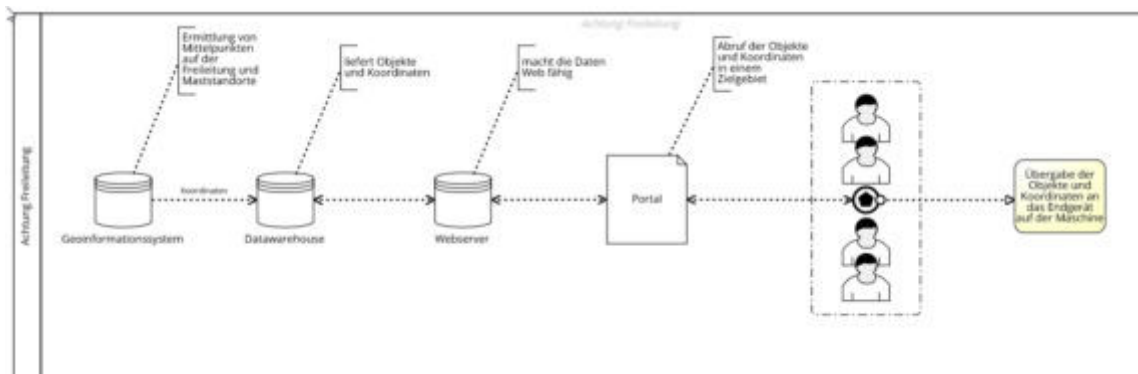 Achtung Freileitung
Achtung Freileitung
Ermittlung von
Mittelpunkten
auf der
Freileitung und
Maststandorte
liefert Objekte
und Koordinaten
macht die Daten
Web fähig
Abruf der Objekte
und Koordinaten
in einem
Zielgebiet
Koordinaten
Geoinformationssystem
Datawarehouse
Webserver
Portal
Übergabe der
Objekte und
Koordinaten an
das Endgerät
auf der Maschine